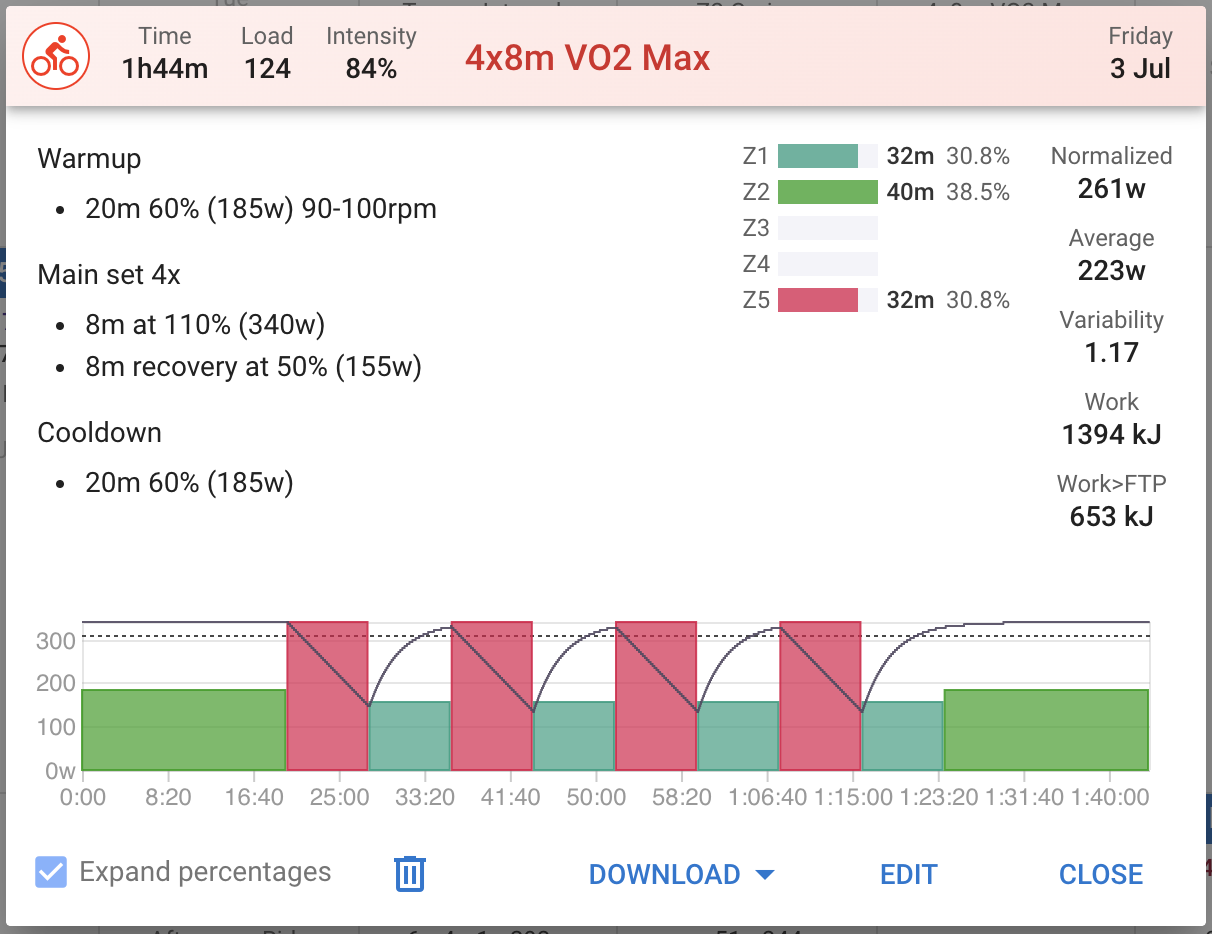 Time Load Intensity
1h44m 124 84%
4x8m VO2 Max
Friday
3 Jul
Warmup
• 20m 60% (185w) 90-100rpm
Main set 4x
• 8m at 110% (340w)
• 8m recovery at 50% (155w)
Cooldown
• 20m 60% (185w)
Z1 32m 30.8%
Z2 40m 38.5%
Z3
Z4
Z5 32m 30.8%
Normalized
261w
Average
223w
Variability
1.17
Work
1394 kJ
Work>FTP
653 kJ
300
200
100
0w
0:00 8:20 16:40 25:00 33:20 41:40 50:00 58:20 1:06:40 1:15:00 1:23:20 1:31:40 1:40:00
Expand percentages
DOWNLOAD EDIT CLOSE